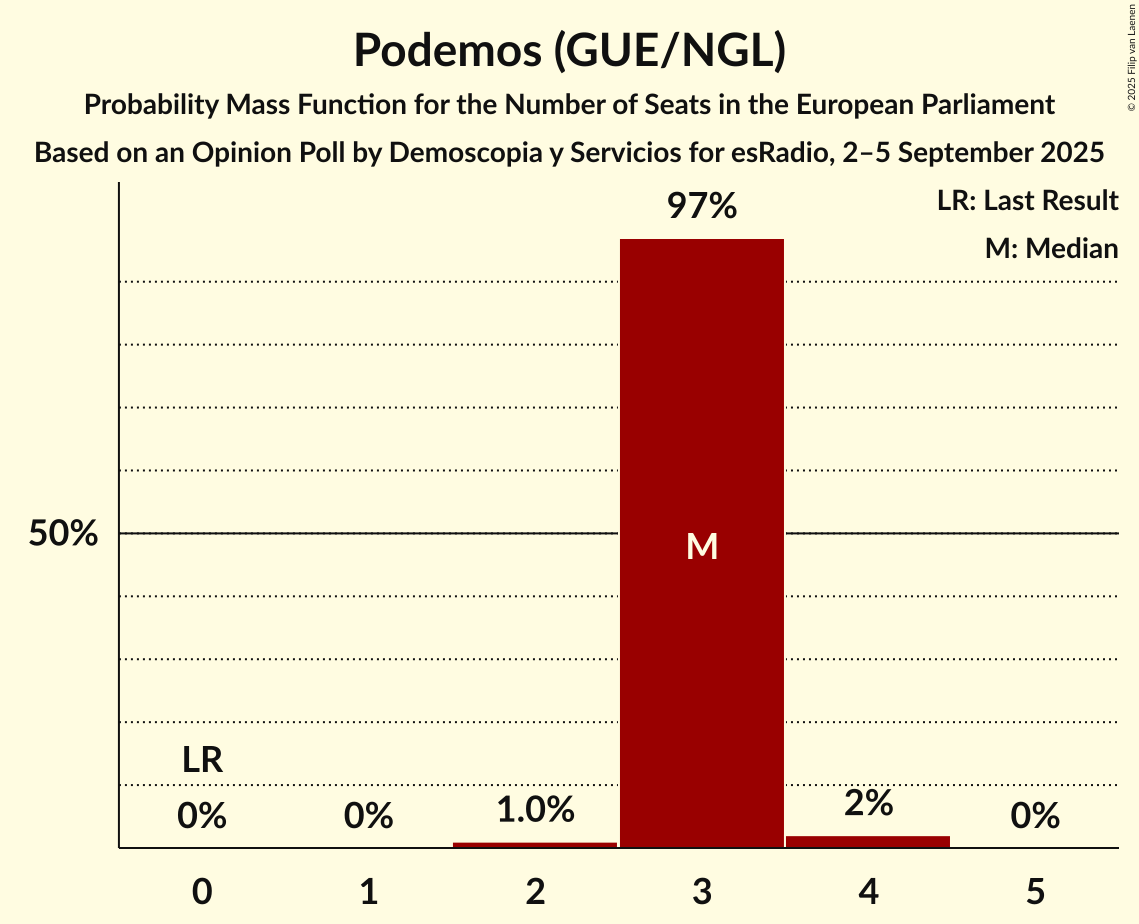 Podemos (GUE/NGL)
Probability Mass Function for the Number of Seats in the European Parliament
Based on an Opinion Poll by Demoscopia y Servicios for esRadio, 2–5 September 2025
© 2025 Filip van Laenen
LR: Last Result
M: Median
97%
50%
M
LR
0%
0%
1.0%
2%
0%
0
1
2
3
4
5